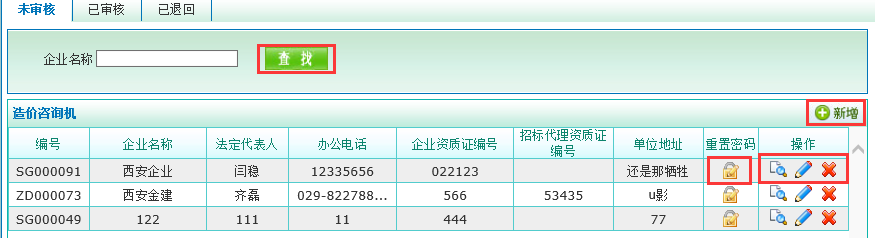 未审核 已审核 已退回
企业名称 查 找
造价咨询机 新增
编号 企业名称 法定代表人 办公电话 企业资质证编号 招标代理资质证编号 单位地址 重置密码 操作
SG000091 西安企业 闫稳 12335656 022123 还是那牺牲
ZD000073 西安金建 齐磊 029-822788... 566 53435 u影
SG000049 122 111 11 444 77